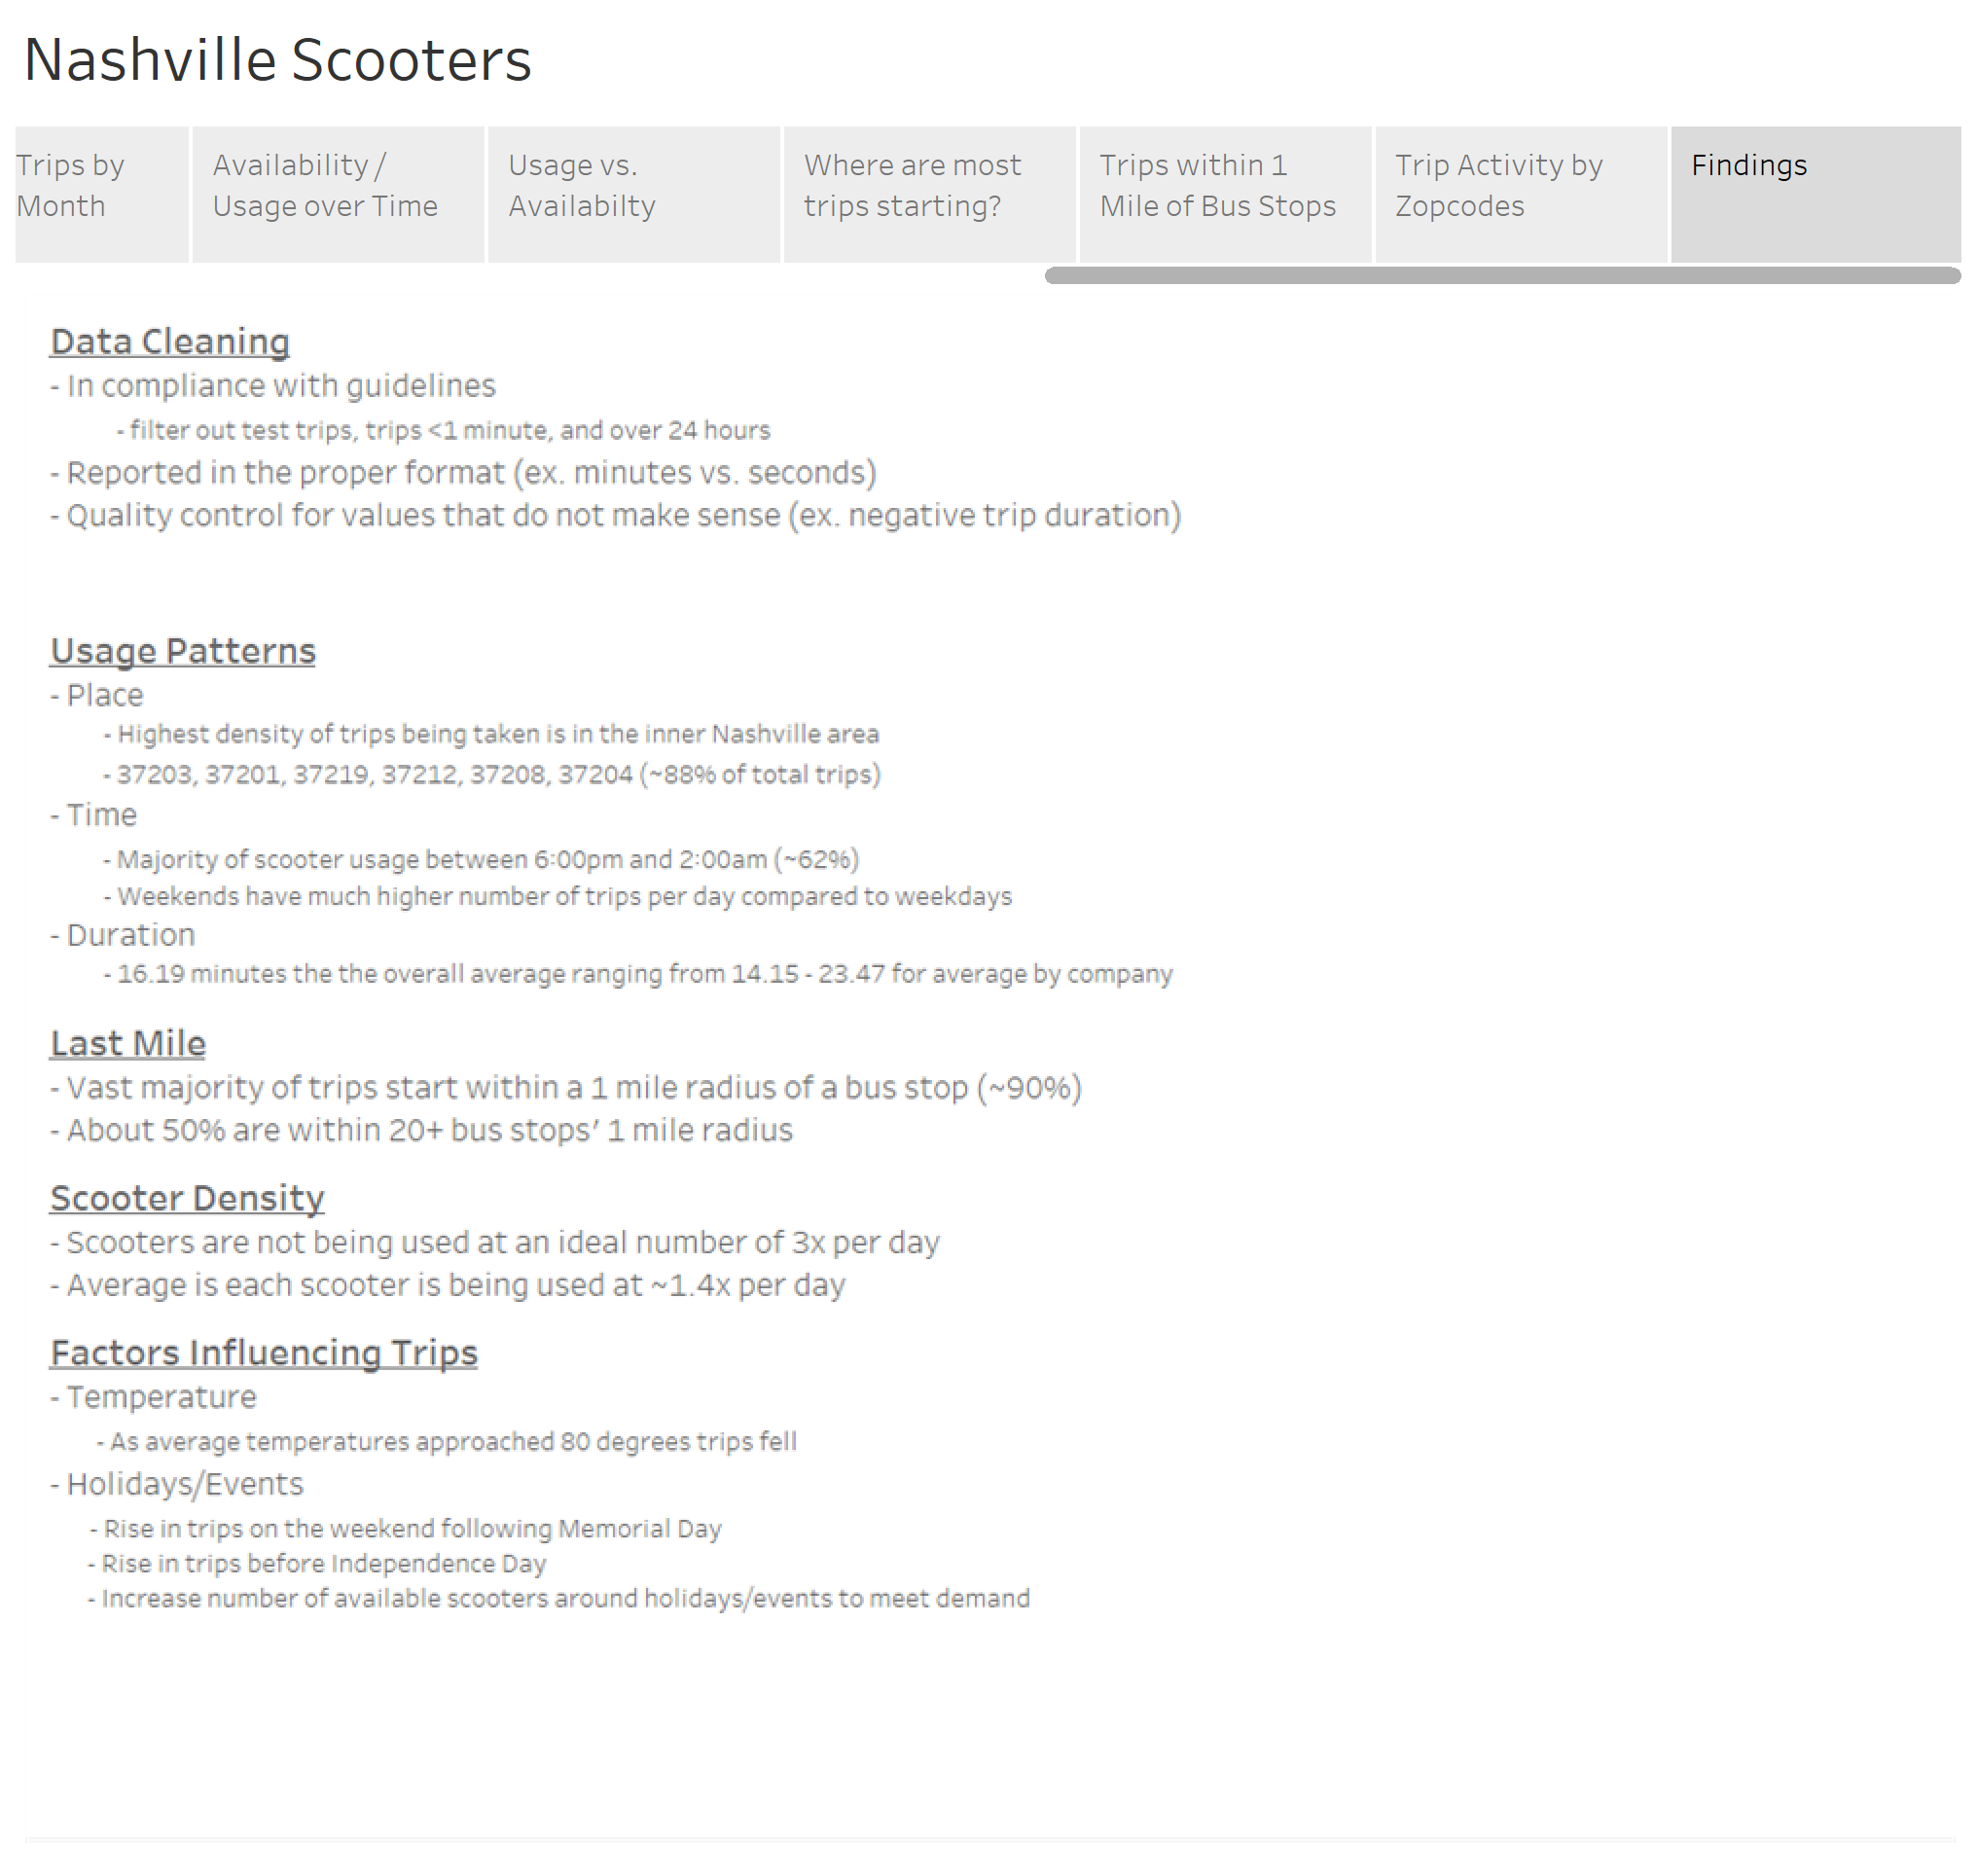 Nashville Scooters
Trips by
Month
Availability /
Usage over Time
Usage vs.
Availabilty
Where are most
trips starting?
Trips within 1
Mile of Bus Stops
Trip Activity by
Zopcodes
Findings
Data Cleaning
- In compliance with guidelines
- filter out test trips, trips <1 minute, and over 24 hours
- Reported in the proper format (ex. minutes vs. seconds)
- Quality control for values that do not make sense (ex. negative trip duration)
Usage Patterns
- Place
- Highest density of trips being taken is in the inner Nashville area
- 37203, 37201, 37219, 37212, 37208, 37204 (~88% of total trips)
- Time
- Majority of scooter usage between 6:00pm and 2:00am (~62%)
- Weekends have much higher number of trips per day compared to weekdays
- Duration
- 16.19 minutes the the overall average ranging from 14.15 - 23.47 for average by company
Last Mile
- Vast majority of trips start within a 1 mile radius of a bus stop (~90%)
- About 50% are within 20+ bus stops’ 1 mile radius
Scooter Density
- Scooters are not being used at an ideal number of 3x per day
- Average is each scooter is being used at ~1.4x per day
Factors Influencing Trips
- Temperature
- As average temperatures approached 80 degrees trips fell
- Holidays/Events
- Rise in trips on the weekend following Memorial Day
- Rise in trips before Independence Day
- Increase number of available scooters around holidays/events to meet demand